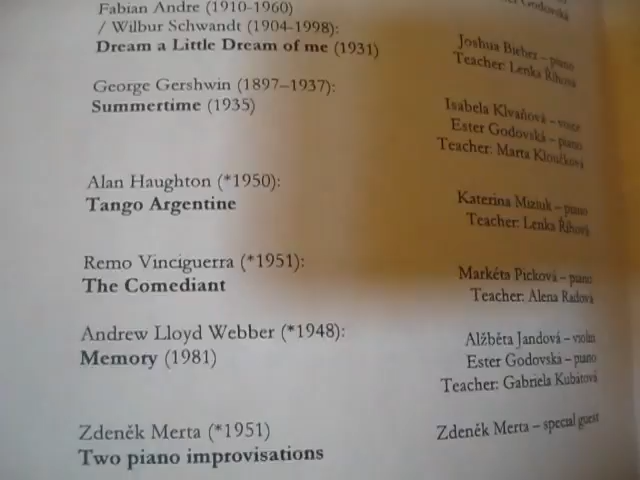 Fabian Andre (1910-1960)
/ Wilbur Schwandt (1904-1998):
Dream a Little Dream of me (1931)
George Gershwin (1897–1937):
Summertime (1935)
Alan Haughton (*1950):
Tango Argentine
Remo Vinciguerra (*1951):
The Comediant
Andrew Lloyd Webber (*1948):
Memory (1981)
Zdeněk Merta (*1951)
Two piano improvisations
Godovská
Joshua Bieber – piano
Teacher: Lenka Říhová
Isabela Klvaňová – voice
Ester Godovská – piano
Teacher: Marta Kloučková
Katerina Miziuk – piano
Teacher: Lenka Říhová
Markéta Picková – piano
Teacher: Alena Radová
Alžběta Jandová – violin
Ester Godovská – piano
Teacher: Gabriela Kubátová
Zdeněk Merta – special guest